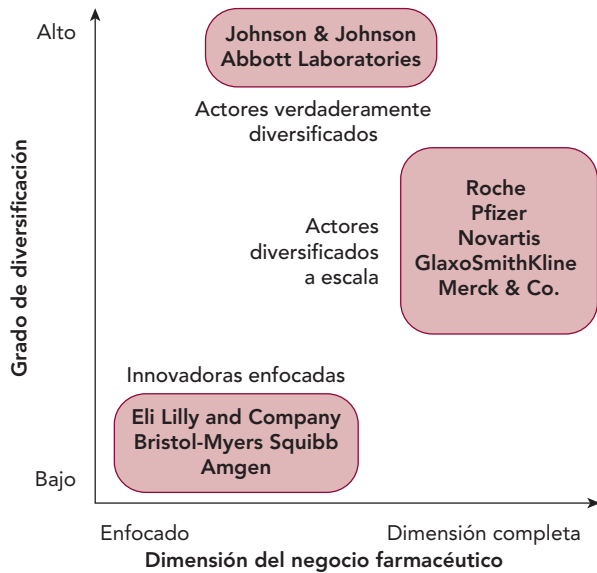 Alto
Johnson & Johnson
Abbott Laboratories
Actores verdaderamente
diversificados
Grado de diversificación
Actores
diversificados
a escala
Roche
Pfizer
Novartis
GlaxoSmithKline
Merck & Co.
Innovadoras enfocadas
Eli Lilly and Company
Bristol-Myers Squibb
Amgen
Bajo
Enfocado
Dimensión completa
Dimensión del negocio farmacéutico